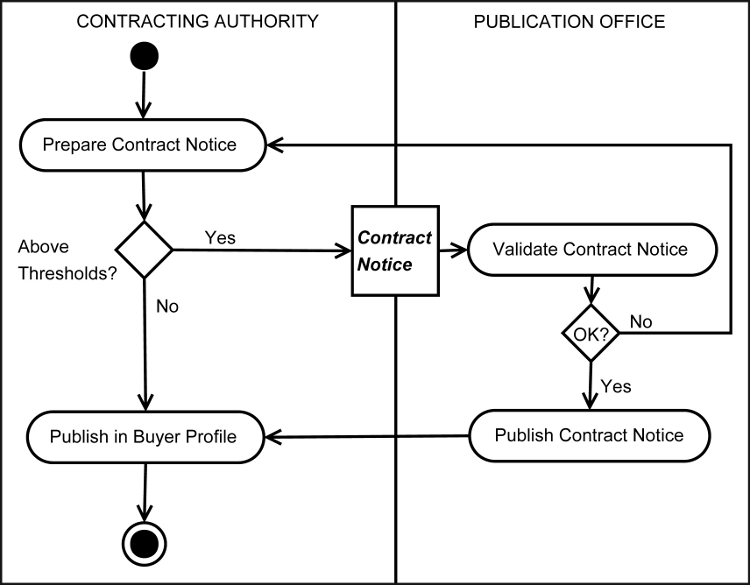 CONTRACTING AUTHORITY
PUBLICATION OFFICE
Prepare Contract Notice
Above
Thresholds?
Yes
Contract
Notice
Validate Contract Notice
No
OK?
No
Yes
Publish in Buyer Profile
Publish Contract Notice